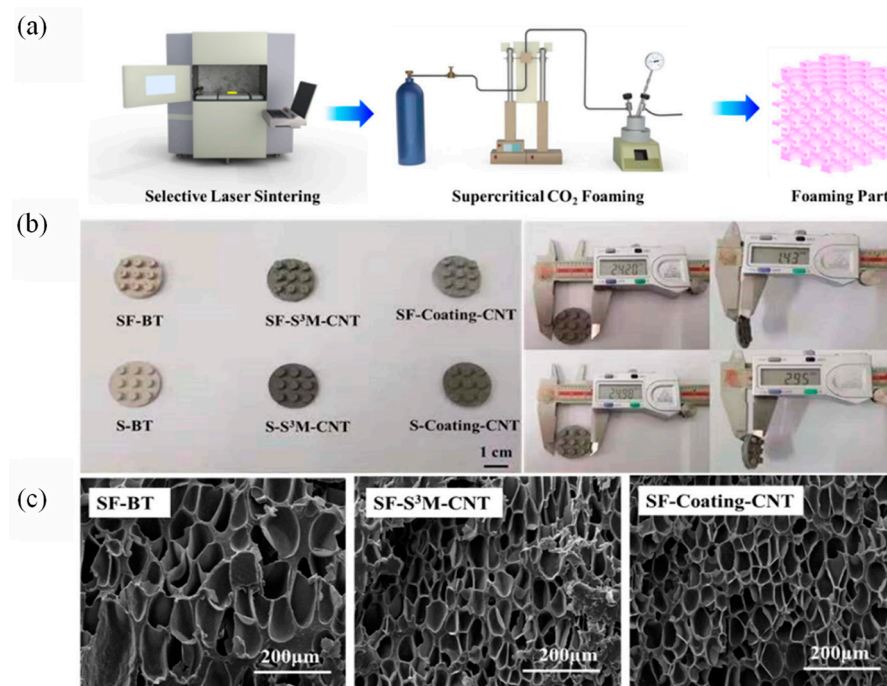 (a)
Selective Laser Sintering
Supercritical CO₂ Foaming
Foaming Part
(b)
SF-BT
SF-S³M-CNT
SF-Coating-CNT
S-BT
S-S³M-CNT
S-Coating-CNT
1 cm
24.20
1.43
24.98
2.95
(c)
SF-BT
SF-S³M-CNT
SF-Coating-CNT
200μm
200μm
200μm